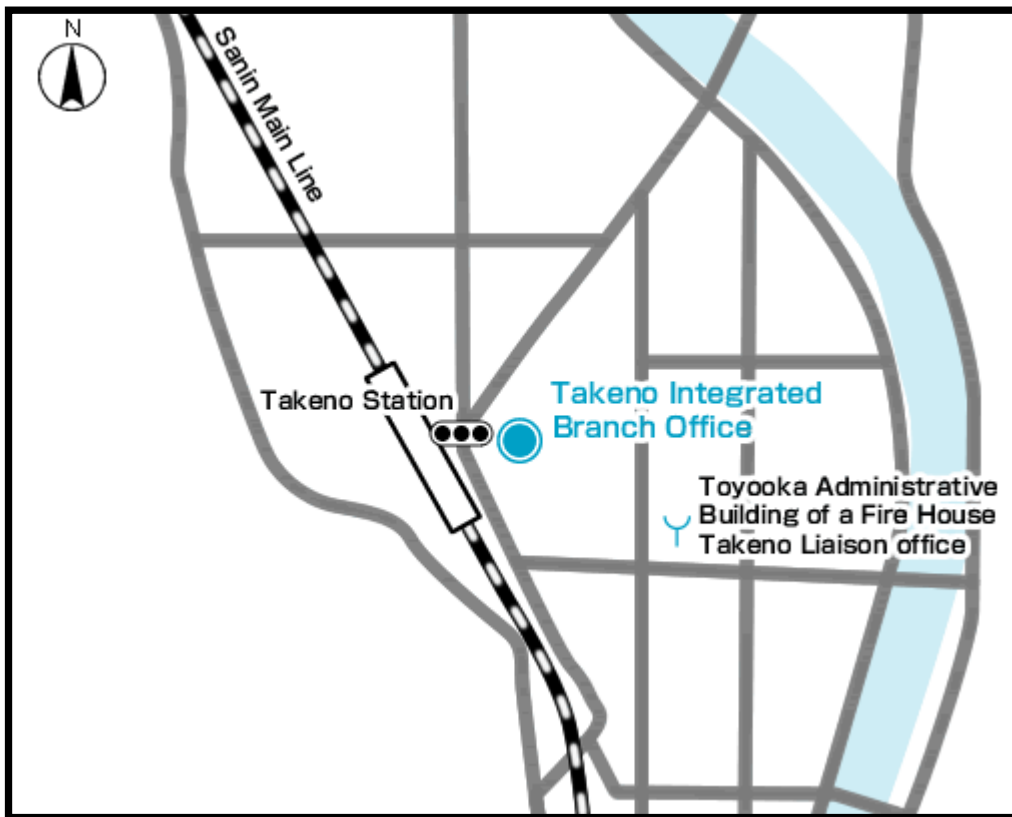 N
Sanin Main Line
Takeno Station
Takeno Integrated
Branch Office
Toyooka Administrative
Building of a Fire House
Takeno Liaison office